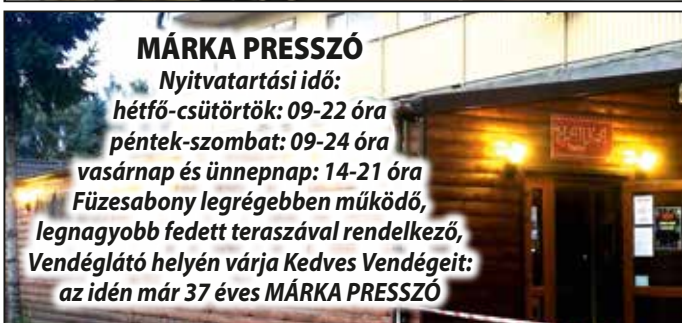 MÁRKA PRESSZÓ
Nyitvatartási idő:
hétfő-csütörtök: 09-22 óra
péntek-szombat: 09-24 óra
vasárnap és ünnepnap: 14-21 óra
Füzesabony legrégebben működő,
legnagyobb fedett teraszával rendelkező,
Vendéglátó helyén várja Kedves Vendégeit:
az idén már 37 éves MÁRKA PRESSZÓ